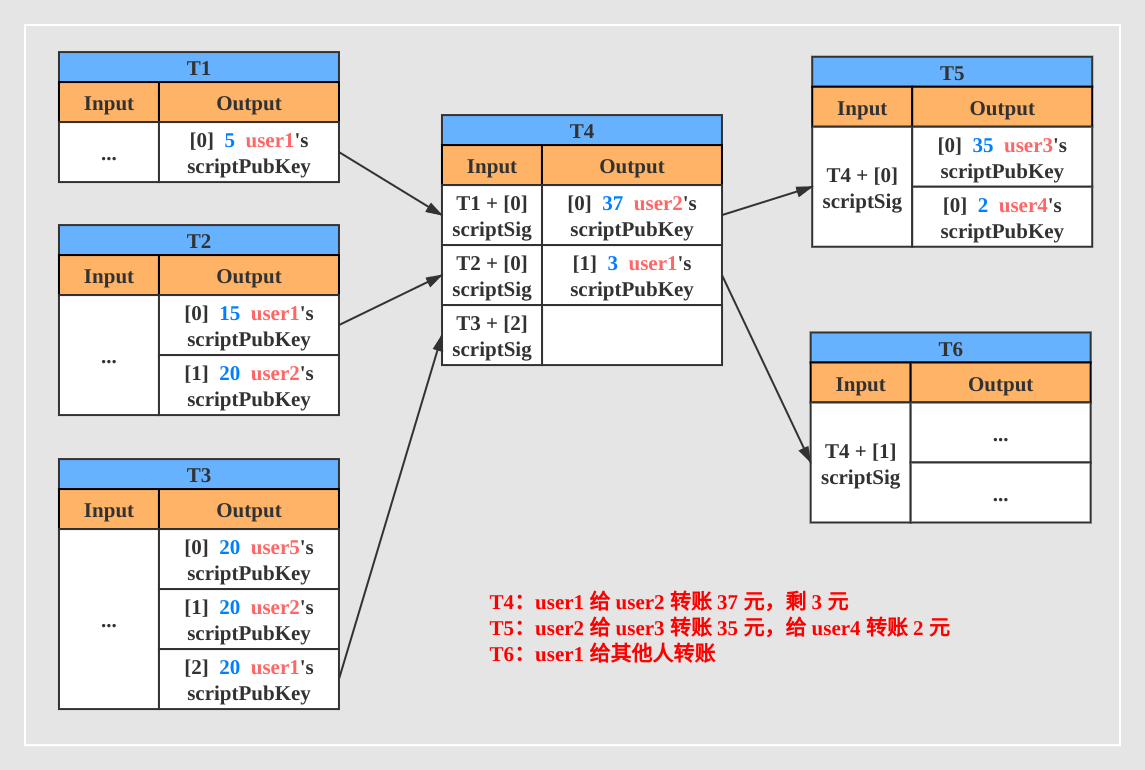 T1
Input Output
... [0] 5 user1's
scriptPubKey
T2
Input Output
[0] 15 user1's
scriptPubKey
...
[1] 20 user2's
scriptPubKey
T3
Input Output
[0] 20 user5's
scriptPubKey
...
[1] 20 user2's
scriptPubKey
[2] 20 user1's
scriptPubKey
T4
Input Output
T1 + [0] [0] 37 user2's
scriptSig scriptPubKey
T2 + [0] [1] 3 user1's
scriptSig scriptPubKey
T3 + [2]
scriptSig
T5
Input Output
T4 + [0]
scriptSig
[0] 35 user3's
scriptPubKey
[0] 2 user4's
scriptPubKey
T6
Input Output
T4 + [1]
scriptSig
...
...
T4：user1 给 user2 转账 37 元，剩 3 元
T5：user2 给 user3 转账 35 元，给 user4 转账 2 元
T6：user1 给其他人转账